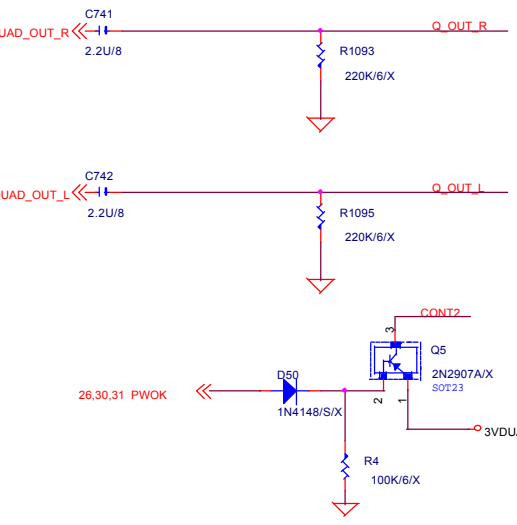 C741
UAD_OUT_R
Q_OUT_R
2.2U/8
R1093
220K/6/X
C742
UAD_OUT_L
Q_OUT_L
2.2U/8
R1095
220K/6/X
CONT2
3
Q5
2N2907A/X
SOT23
D50
26,30,31 PWOK
1N4148/S/X
2
1
3VDU
R4
100K/6/X